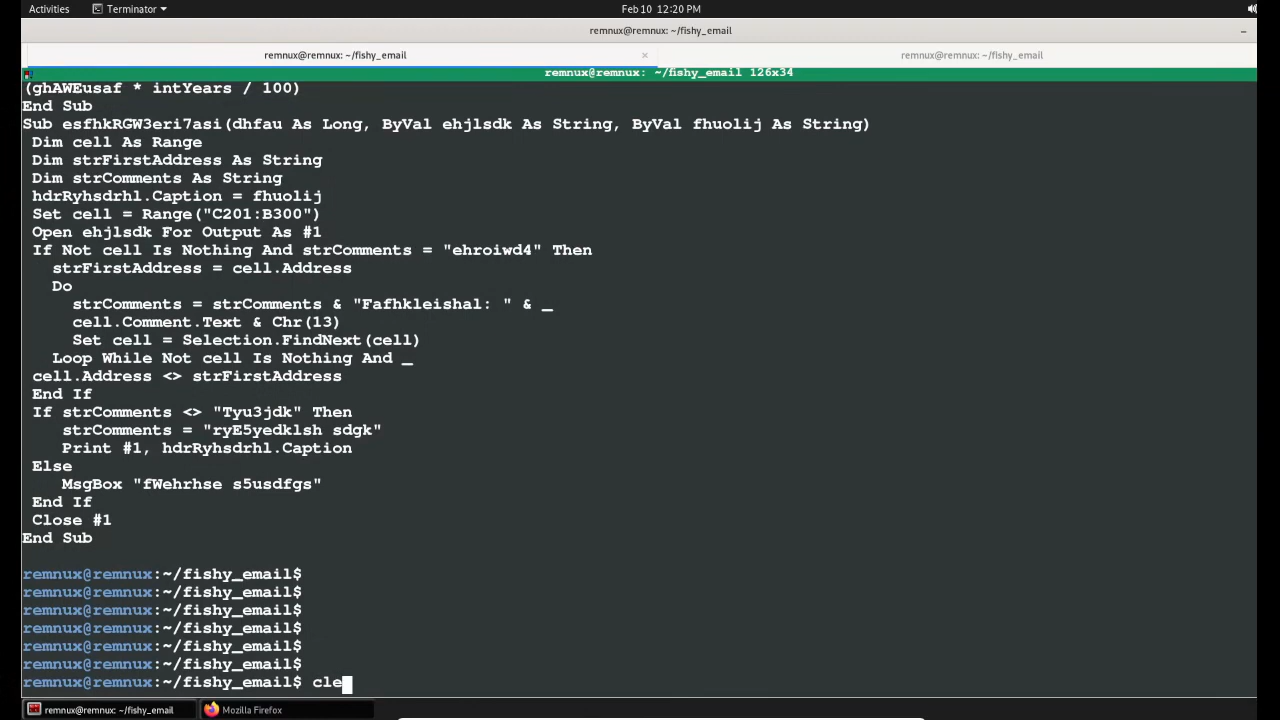 Activities Terminator Feb 10 12:20 PM
remnux@remnux: ~/fishy_email
remnux@remnux: ~/fishy_email × remnux@remnux: ~/fishy_email
remnux@remnux: ~/fishy_email 126x34
(ghAWEusaf * intYears / 100)
End Sub
Sub esfhkRGW3eri7asi(dhfau As Long, ByVal ehjlsdk As String, ByVal fhuolij As String)
Dim cell As Range
Dim strFirstAddress As String
Dim strComments As String
hdrRyhsdrhl.Caption = fhuolij
Set cell = Range("C201:B300")
Open ehjlsdk For Output As #1
If Not cell Is Nothing And strComments = "ehroiwd4" Then
strFirstAddress = cell.Address
Do
strComments = strComments & "Fafhkleishal: " & _
cell.Comment.Text & Chr(13)
Set cell = Selection.FindNext(cell)
Loop While Not cell Is Nothing And _
cell.Address <> strFirstAddress
End If
If strComments <> "Tyu3jdk" Then
strComments = "ryE5yedklsh sdgk"
Print #1, hdrRyhsdrhl.Caption
Else
MsgBox "fWehrhse s5usdfgs"
End If
Close #1
End Sub
remnux@remnux:~/fishy_email$
remnux@remnux:~/fishy_email$
remnux@remnux:~/fishy_email$
remnux@remnux:~/fishy_email$
remnux@remnux:~/fishy_email$
remnux@remnux:~/fishy_email$
remnux@remnux:~/fishy_email$ cle
remnux@remnux: ~/fishy_email Mozilla Firefox